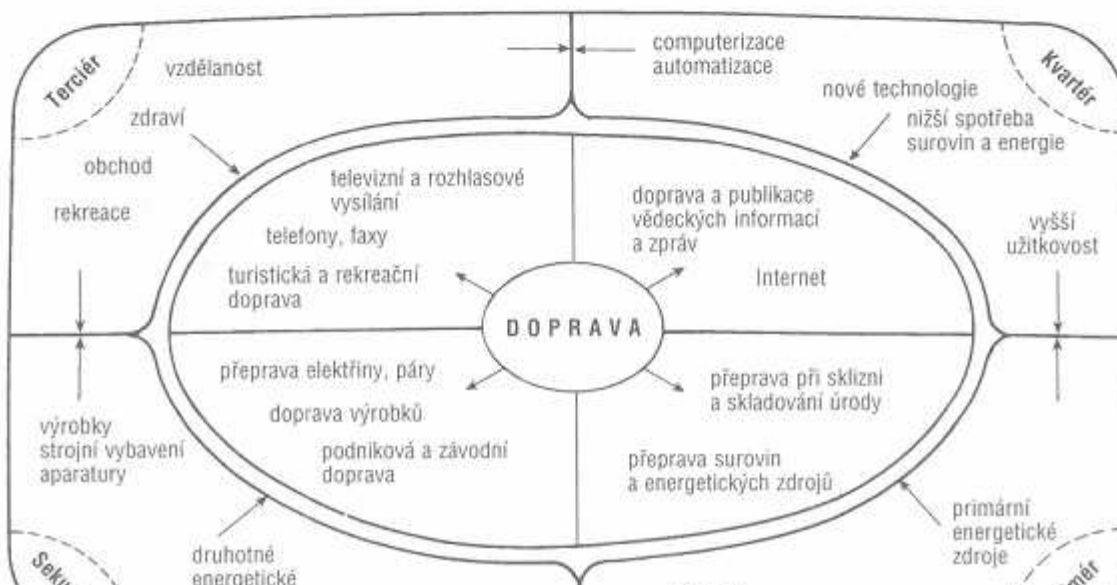 Terciér
vzdělanost
zdraví
obchod
rekreace
computerizace
automatizace
Kvartér
nové technologie
nižší spotřeba
surovin a energie
vyšší
užitkovost
televizní a rozhlasové
vysílání
telefony, faxy
turistická a rekreační
doprava
doprava a publikace
vědeckých informací
a zpráv
Internet
DOPRAVA
přeprava elektřiny, páry
doprava výrobků
podniková a závodní
doprava
přeprava při sklizni
a skladování úrody
přeprava surovin
a energetických zdrojů
výrobky
strojní vybavení
aparatury
druhotné
energetické
primární
energetické
zdroje